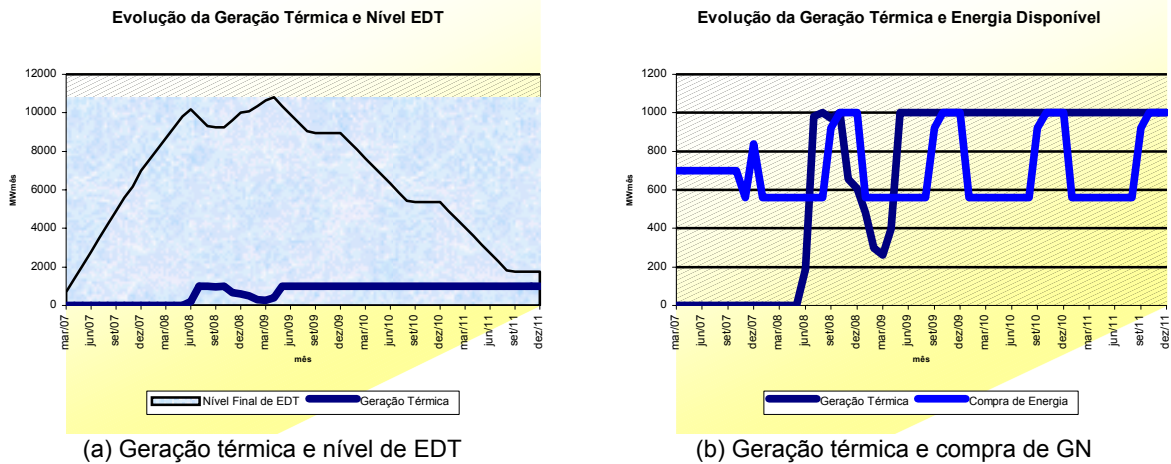 Evolução da Geração Térmica e Nível EDT
12000
10000
8000
6000
4000
2000
0
MWmês
mar/07
jun/07
set/07
dez/07
mar/08
jun/08
set/08
dez/08
mar/09
jun/09
set/09
dez/09
mar/10
jun/10
set/10
dez/10
mar/11
jun/11
set/11
dez/11
mês
Nível Final de EDT
Geração Térmica
(a) Geração térmica e nível de EDT
Evolução da Geração Térmica e Energia Disponível
1200
1000
800
600
400
200
0
MWmês
mar/07
jun/07
set/07
dez/07
mar/08
jun/08
set/08
dez/08
mar/09
jun/09
set/09
dez/09
mar/10
jun/10
set/10
dez/10
mar/11
jun/11
set/11
dez/11
mês
Geração Térmica
Compra de Energia
(b) Geração térmica e compra de GN